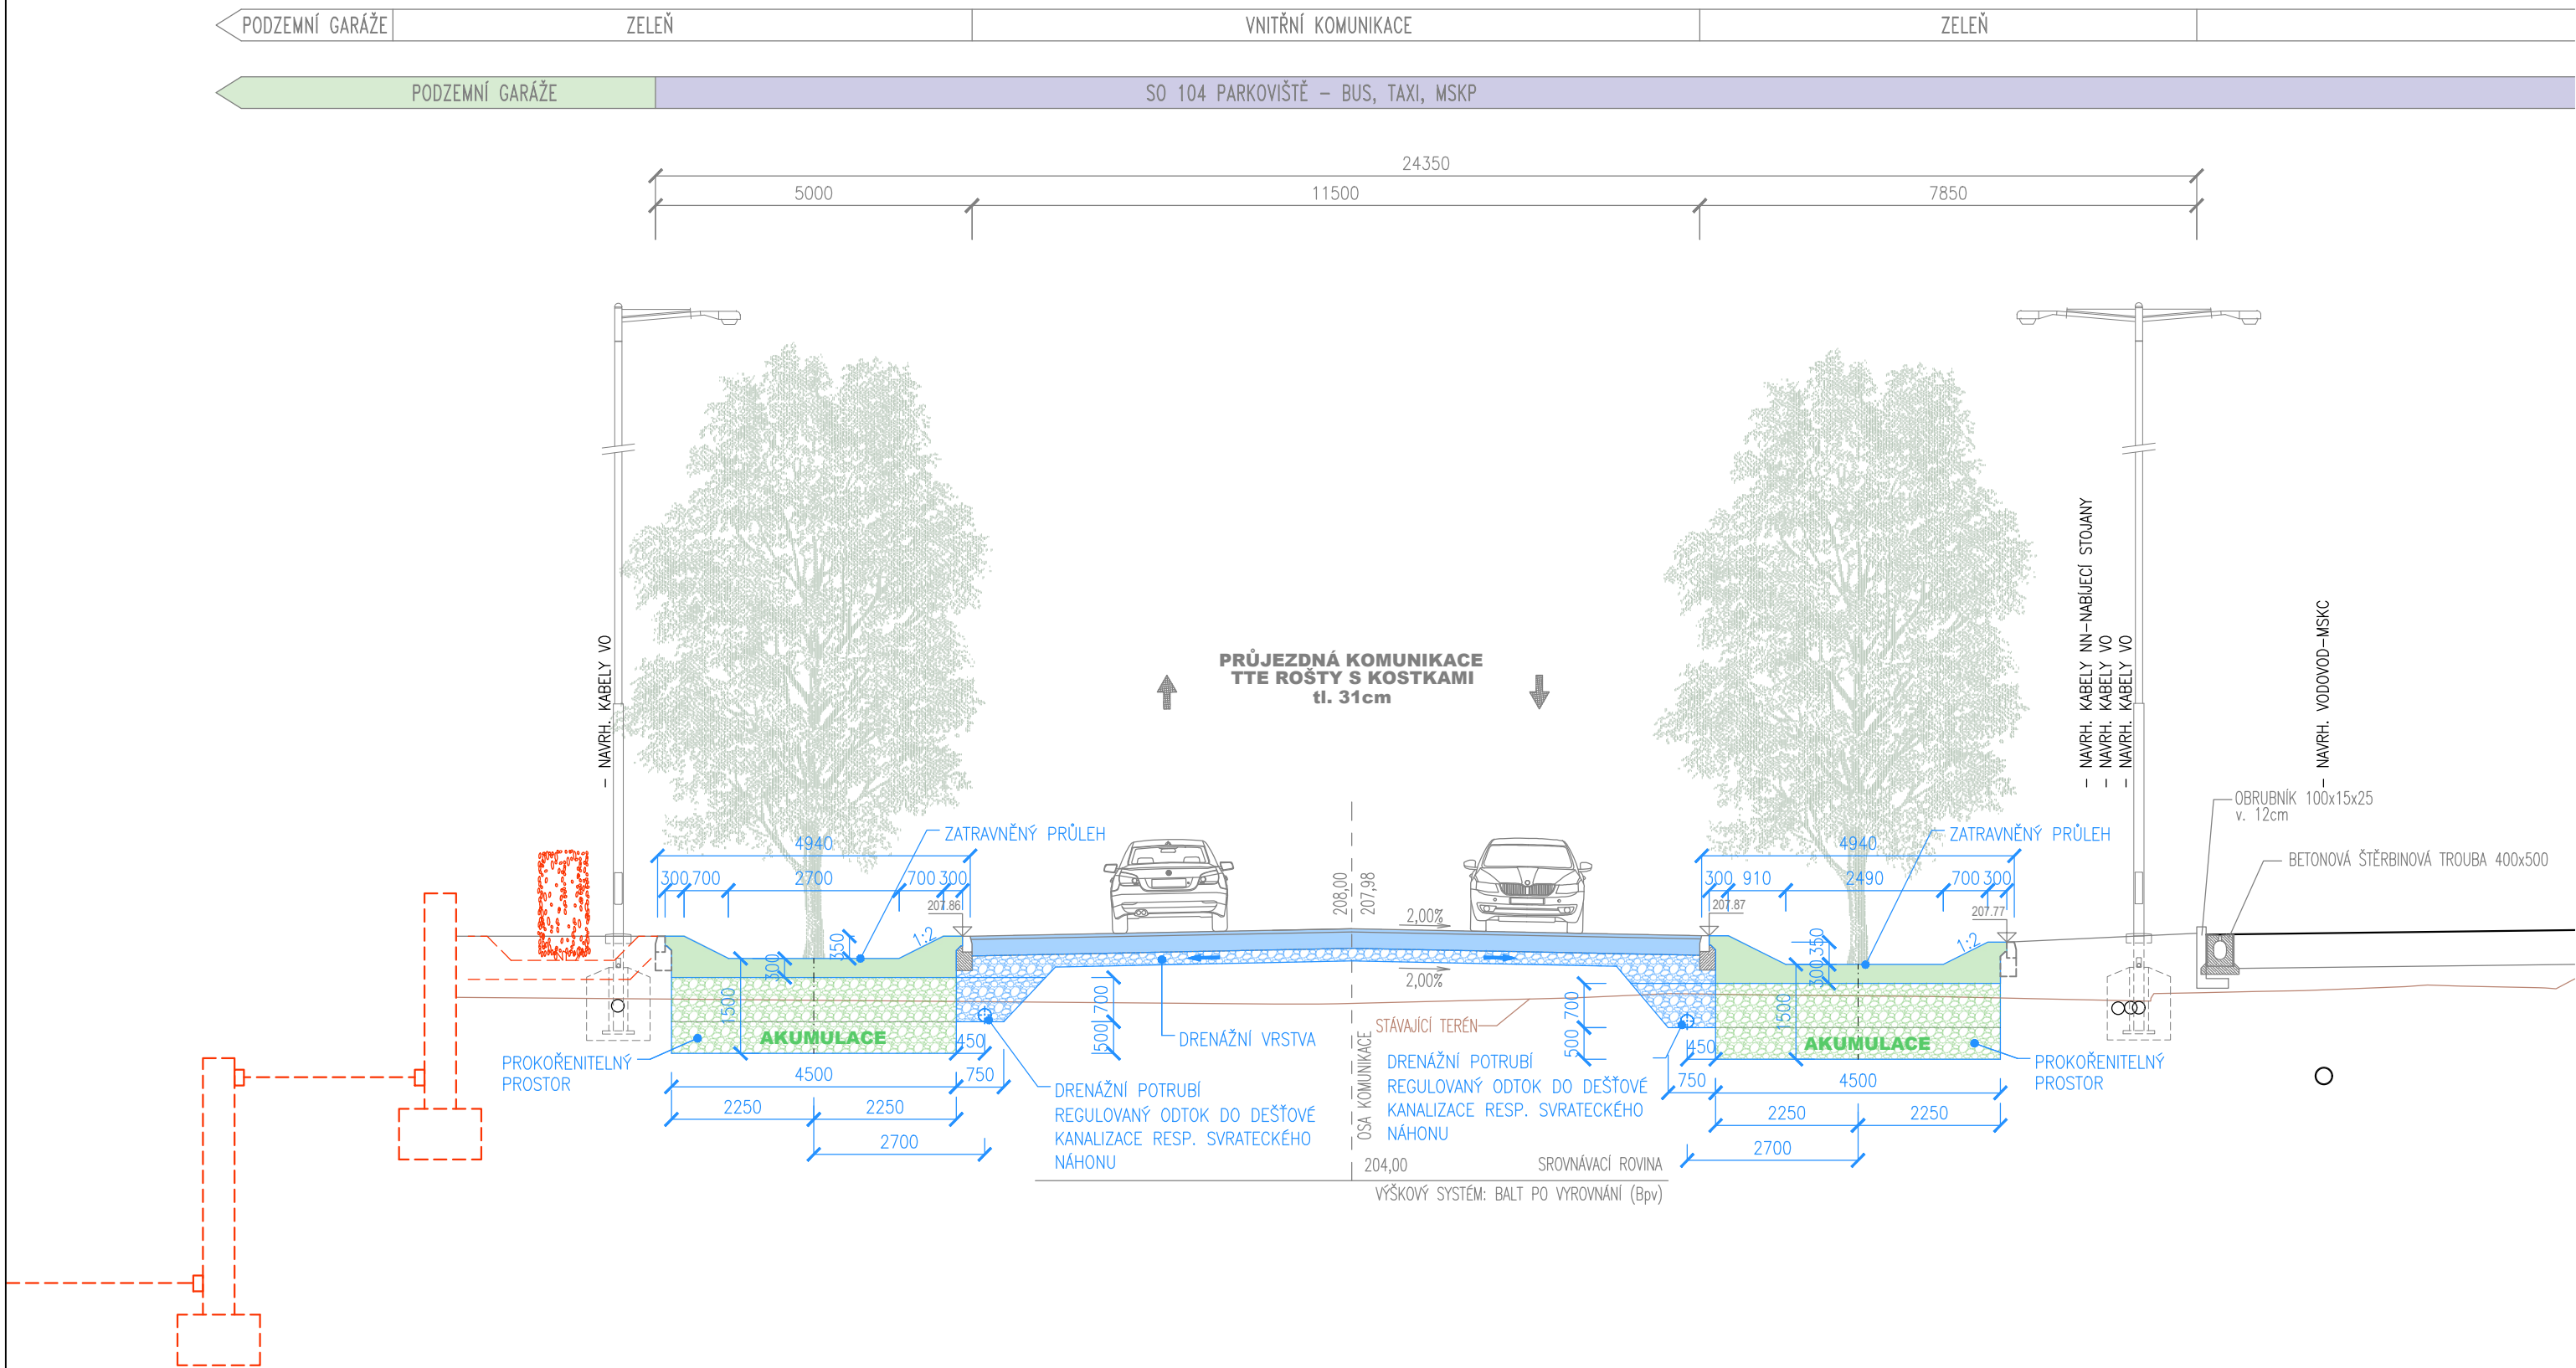 PODZEMNÍ GARÁŽE
ZELEŇ
VNITŘNÍ KOMUNIKACE
ZELEŇ
PODZEMNÍ GARÁŽE
SO 104 PARKOVIŠTĚ – BUS, TAXI, MSKP
24350
5000
11500
7850
– NAVRH. KABELY VO
PRŮJEZDNÁ KOMUNIKACE
TTE ROŠTY S KOSTKAMI
tl. 31cm
– NAVRH. KABELY NN–NABÍJECÍ STOJANY
– NAVRH. KABELY VO
– NAVRH. KABELY VO
– NAVRH. VODOVOD–MSKC
OBRUBNÍK 100x15x25
v. 12cm
BETONOVÁ ŠTĚRBINOVÁ TROUBA 400x500
ZATRAVNĚNÝ PRŮLEH
4940
300 700 2700 700 300
207.86
350
1:2
300
1500
AKUMULACE
PROKOŘENITELNÝ
PROSTOR
450
4500
750
2250
2250
2700
500 700
DRENÁŽNÍ VRSTVA
DRENÁŽNÍ POTRUBÍ
REGULOVANÝ ODTOK DO DEŠŤOVÉ
KANALIZACE RESP. SVRATECKÉHO
NÁHONU
208,00
207,98
2,00%
2,00%
STÁVAJÍCÍ TERÉN
OSA KOMUNIKACE
500 700
DRENÁŽNÍ POTRUBÍ
REGULOVANÝ ODTOK DO DEŠŤOVÉ
KANALIZACE RESP. SVRATECKÉHO
NÁHONU
204,00
SROVNÁVACÍ ROVINA
VÝŠKOVÝ SYSTÉM: BALT PO VYROVNÁNÍ (Bpv)
ZATRAVNĚNÝ PRŮLEH
4940
300 910 2490 700 300
207.87
207.77
1:2
300 350
1500
AKUMULACE
PROKOŘENITELNÝ
PROSTOR
450
750
4500
2250
2250
2700